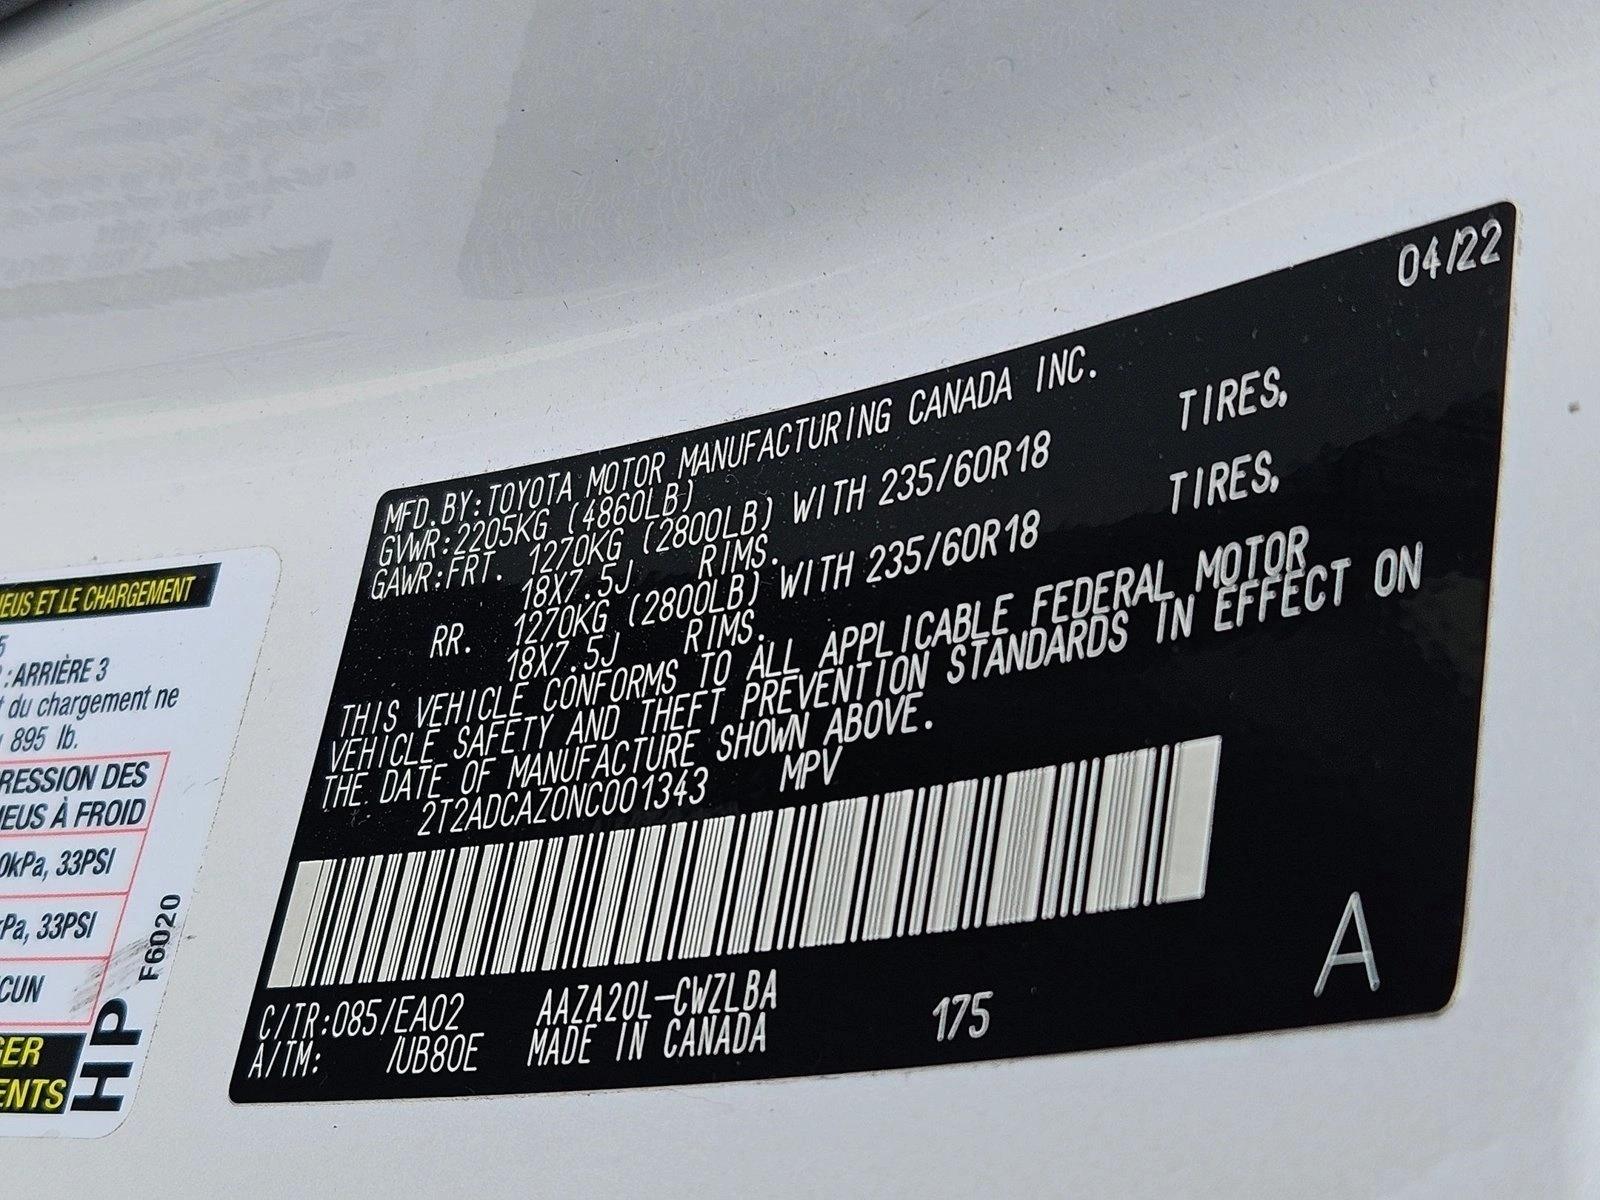 04/22
MFD. BY: TOYOTA MOTOR MANUFACTURING CANADA INC.
GVWR: 2205KG (4860LB)
GAWR: FRT. 1270KG (2800LB) WITH 235/60R18 TIRES,
18X7.5J RIMS.
RR. 1270KG (2800LB) WITH 235/60R18 TIRES,
18X7.5J RIMS.
THIS VEHICLE CONFORMS TO ALL APPLICABLE FEDERAL MOTOR
VEHICLE SAFETY AND THEFT PREVENTION STANDARDS IN EFFECT ON
THE DATE OF MANUFACTURE SHOWN ABOVE.
2T2ADCAZ0NC001343 MPV
C/TR: 085/EA02 AAZA20L-CWZLBA 175 A
A/TM: /UB80E MADE IN CANADA
EUS ET LE CHARGEMENT
5
: ARRIÈRE 3
t du chargement ne
895 lb.
RESSION DES
NEUS À FROID
0kPa, 33PSI
kPa, 33PSI
CUN
GER
ENTS
HP
F6020